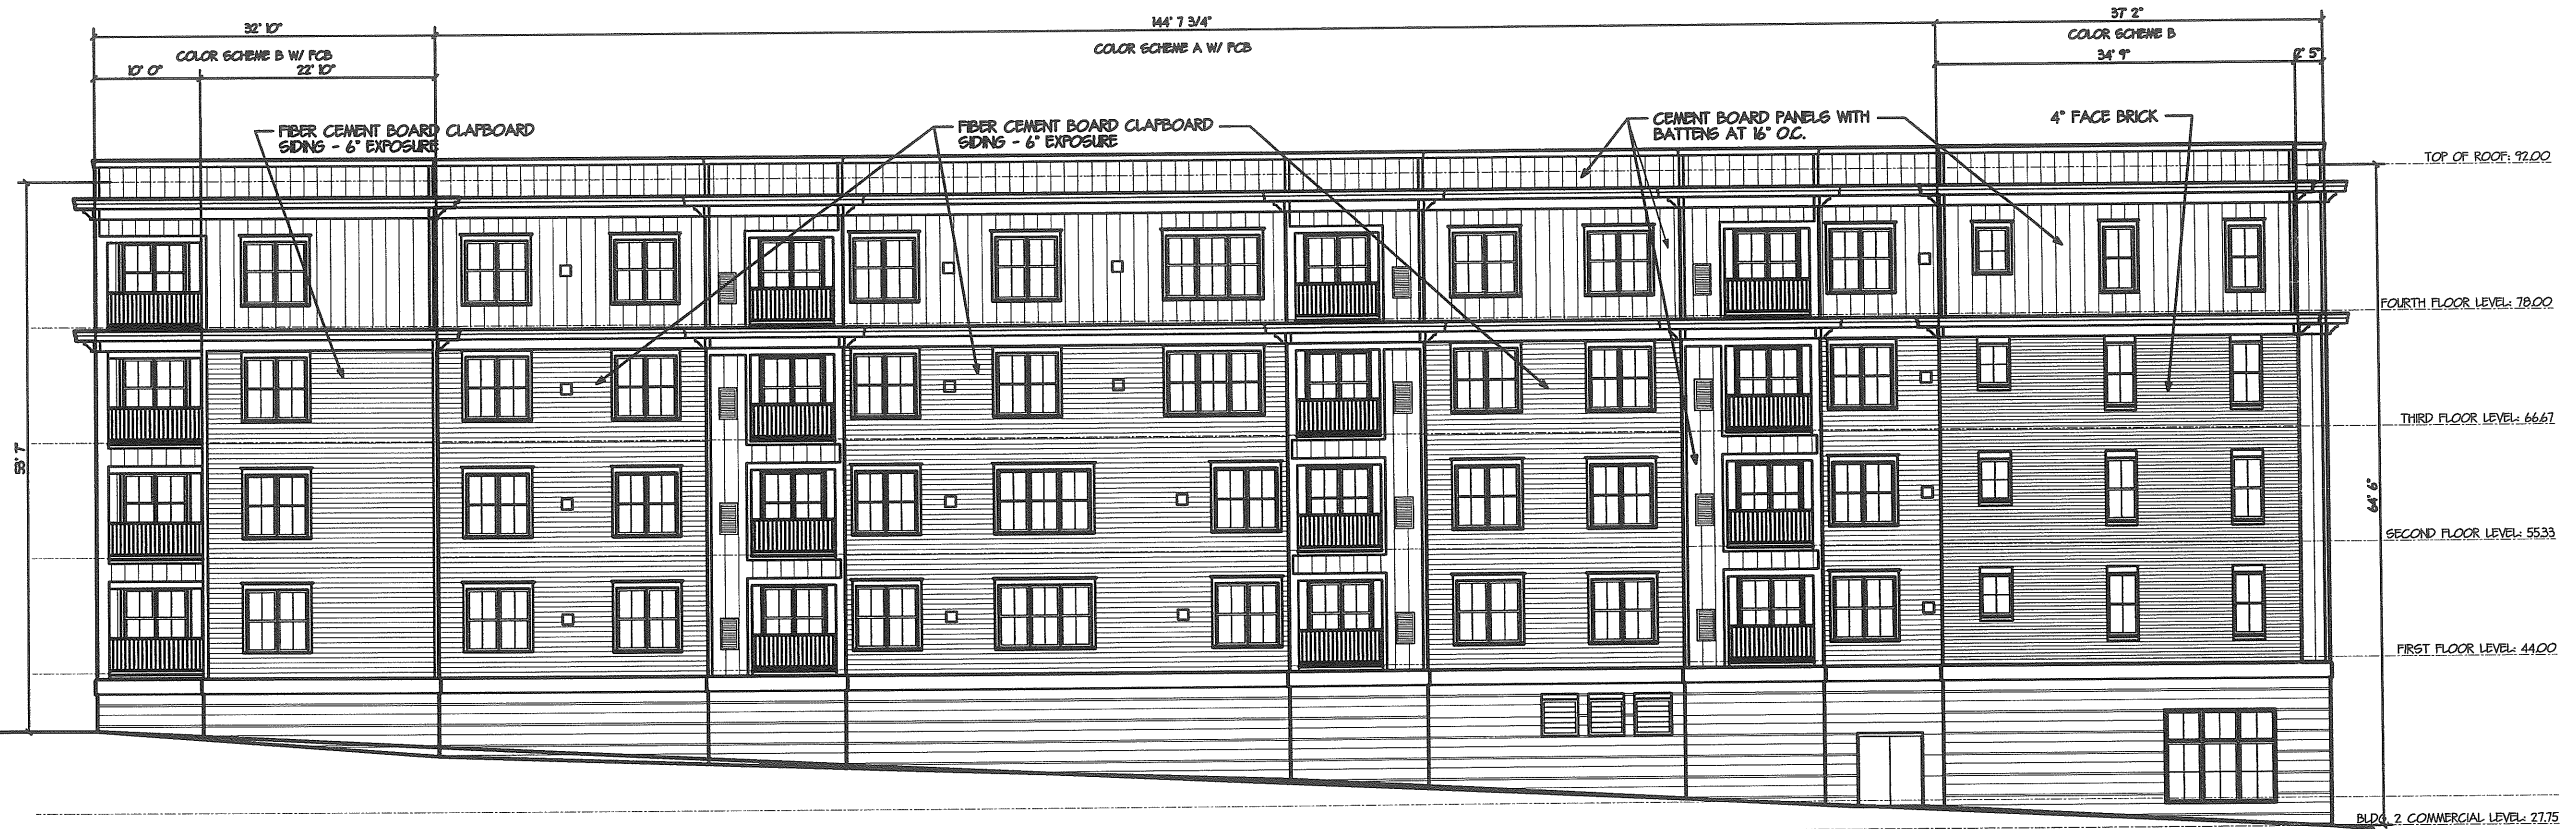 32' 10"
144' 7 3/4"
37' 2"
COLOR SCHEME B W/ FCB
COLOR SCHEME A W/ FCB
COLOR SCHEME B
10' 0"
22' 10"
34' 9"
2' 5"
FIBER CEMENT BOARD CLAPBOARD
SIDING - 6" EXPOSURE
FIBER CEMENT BOARD CLAPBOARD
SIDING - 6" EXPOSURE
CEMENT BOARD PANELS WITH
BATTENS AT 16" O.C.
4" FACE BRICK
TOP OF ROOF: 92.00
FOURTH FLOOR LEVEL: 78.00
THIRD FLOOR LEVEL: 66.67
53' 7"
64' 6"
SECOND FLOOR LEVEL: 55.33
FIRST FLOOR LEVEL: 44.00
BLDG. 2 COMMERCIAL LEVEL: 27.75